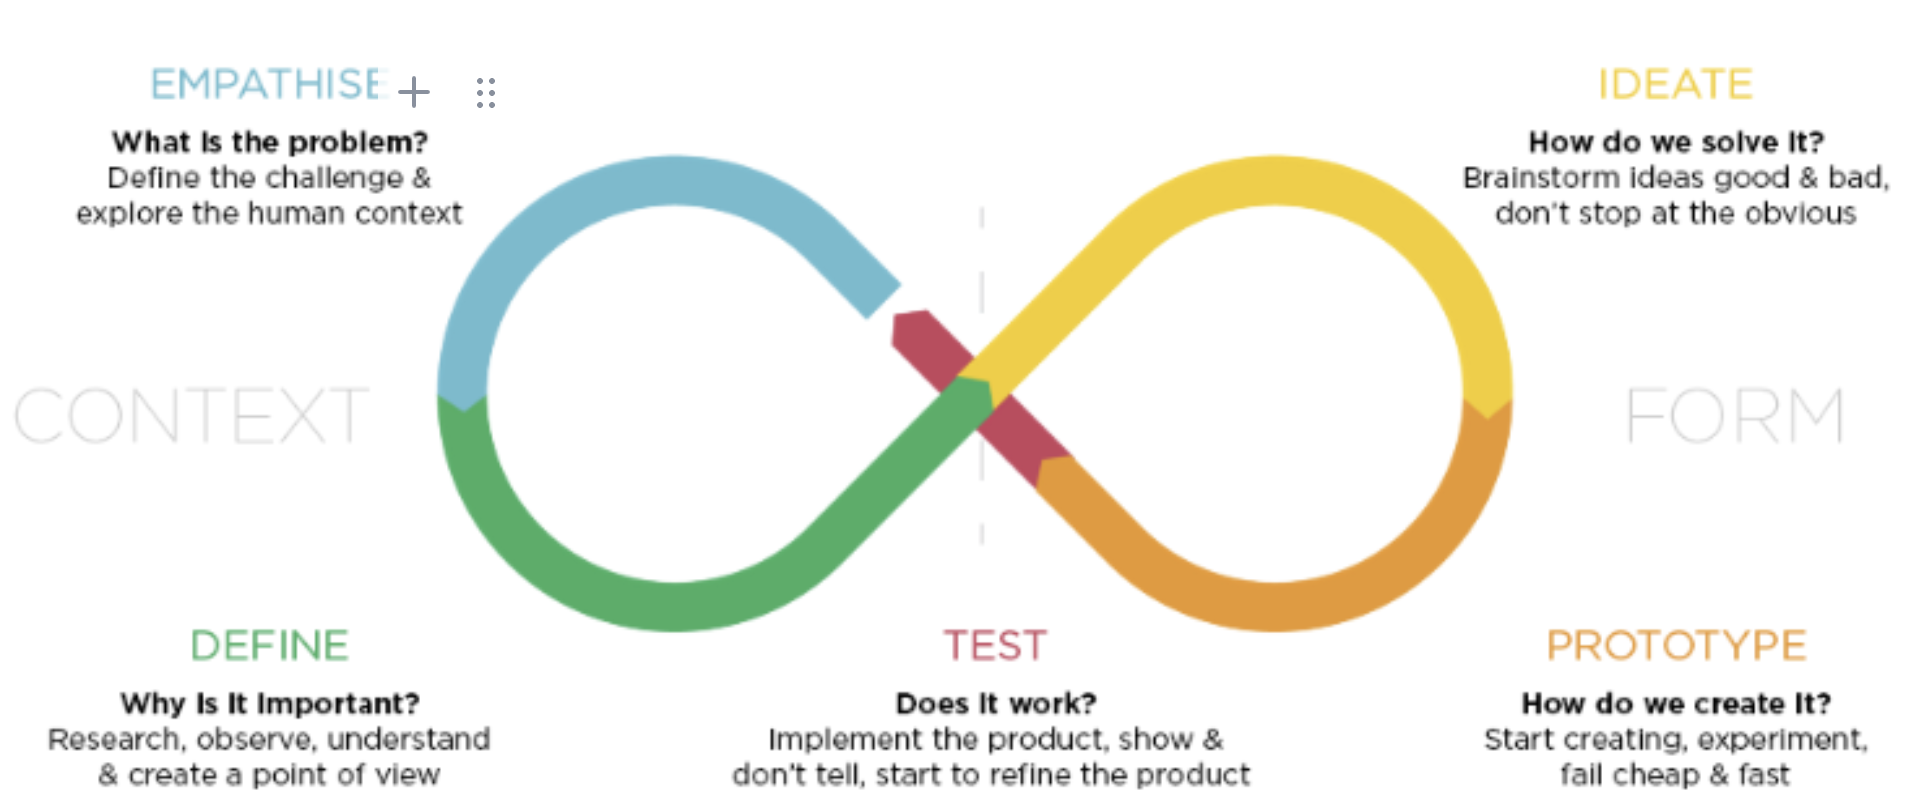 EMPATHISE
What is the problem?
Define the challenge &
explore the human context
IDEATE
How do we solve it?
Brainstorm ideas good & bad,
don't stop at the obvious
CONTEXT
FORM
DEFINE
Why is it important?
Research, observe, understand
& create a point of view
TEST
Does it work?
Implement the product, show &
don't tell, start to refine the product
PROTOTYPE
How do we create it?
Start creating, experiment,
fail cheap & fast